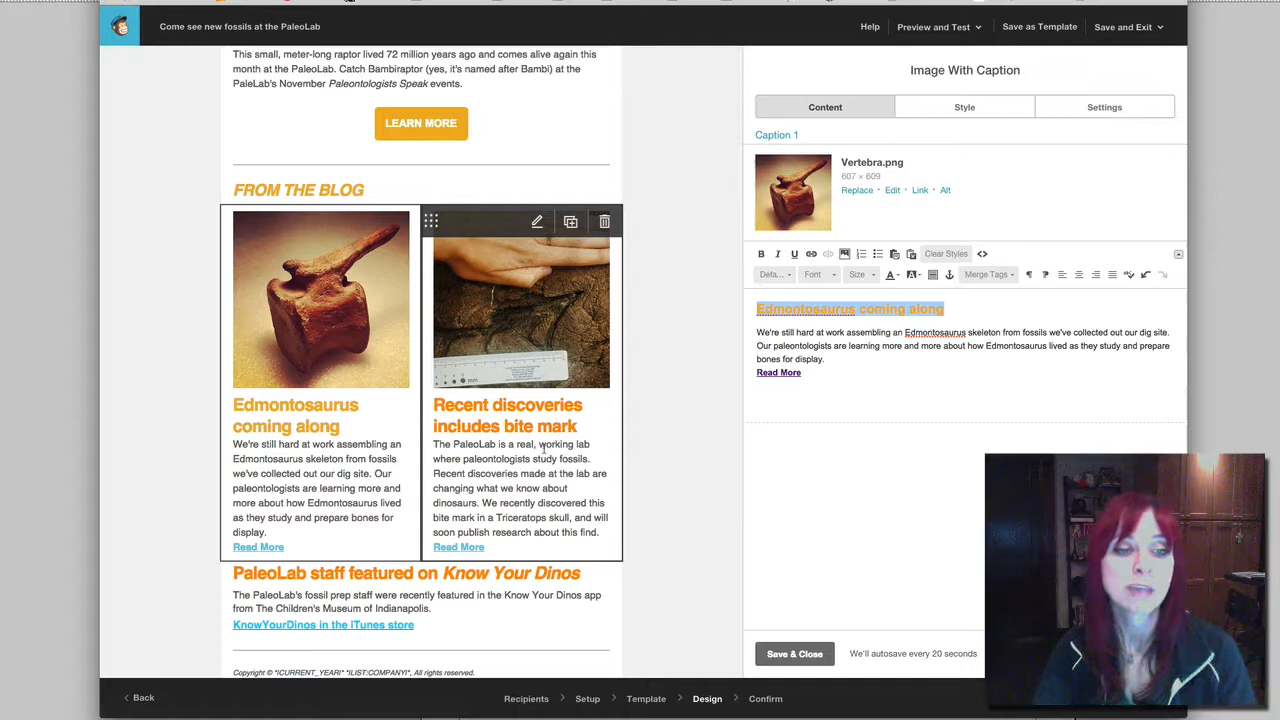 Come see new fossils at the PaleoLab
Help
Preview and Test
Save as Template
Save and Exit
This small, meter-long raptor lived 72 million years ago and comes alive again this
month at the PaleoLab. Catch Bambiraptor (yes, it's named after Bambi) at the
PaleLab's November Paleontologists Speak events.
LEARN MORE
FROM THE BLOG
mm
Edmontosaurus
coming along
We're still hard at work assembling an
Edmontosaurus skeleton from fossils
we've collected out our dig site. Our
paleontologists are learning more and
more about how Edmontosaurus lived
as they study and prepare bones for
display.
Read More
Recent discoveries
includes bite mark
The PaleoLab is a real, working lab
where paleontologists study fossils.
Recent discoveries made at the lab are
changing what we know about
dinosaurs. We recently discovered this
bite mark in a Triceratops skull, and will
soon publish research about this find.
Read More
PaleoLab staff featured on Know Your Dinos
The PaleoLab's fossil prep staff were recently featured in the Know Your Dinos app
from The Children's Museum of Indianapolis.
KnowYourDinos in the iTunes store
Copyright © *|CURRENT_YEAR|* *|LIST:COMPANY|*, All rights reserved.
Image With Caption
Content
Style
Settings
Caption 1
Vertebra.png
607 × 609
Replace · Edit · Link · Alt
B I U Clear Styles <>
Defa... Font Size A A Merge Tags
Edmontosaurus coming along
We're still hard at work assembling an Edmontosaurus skeleton from fossils we've collected out our dig site.
Our paleontologists are learning more and more about how Edmontosaurus lived as they study and prepare
bones for display.
Read More
Save & Close
We'll autosave every 20 seconds
Back
Recipients
Setup
Template
Design
Confirm